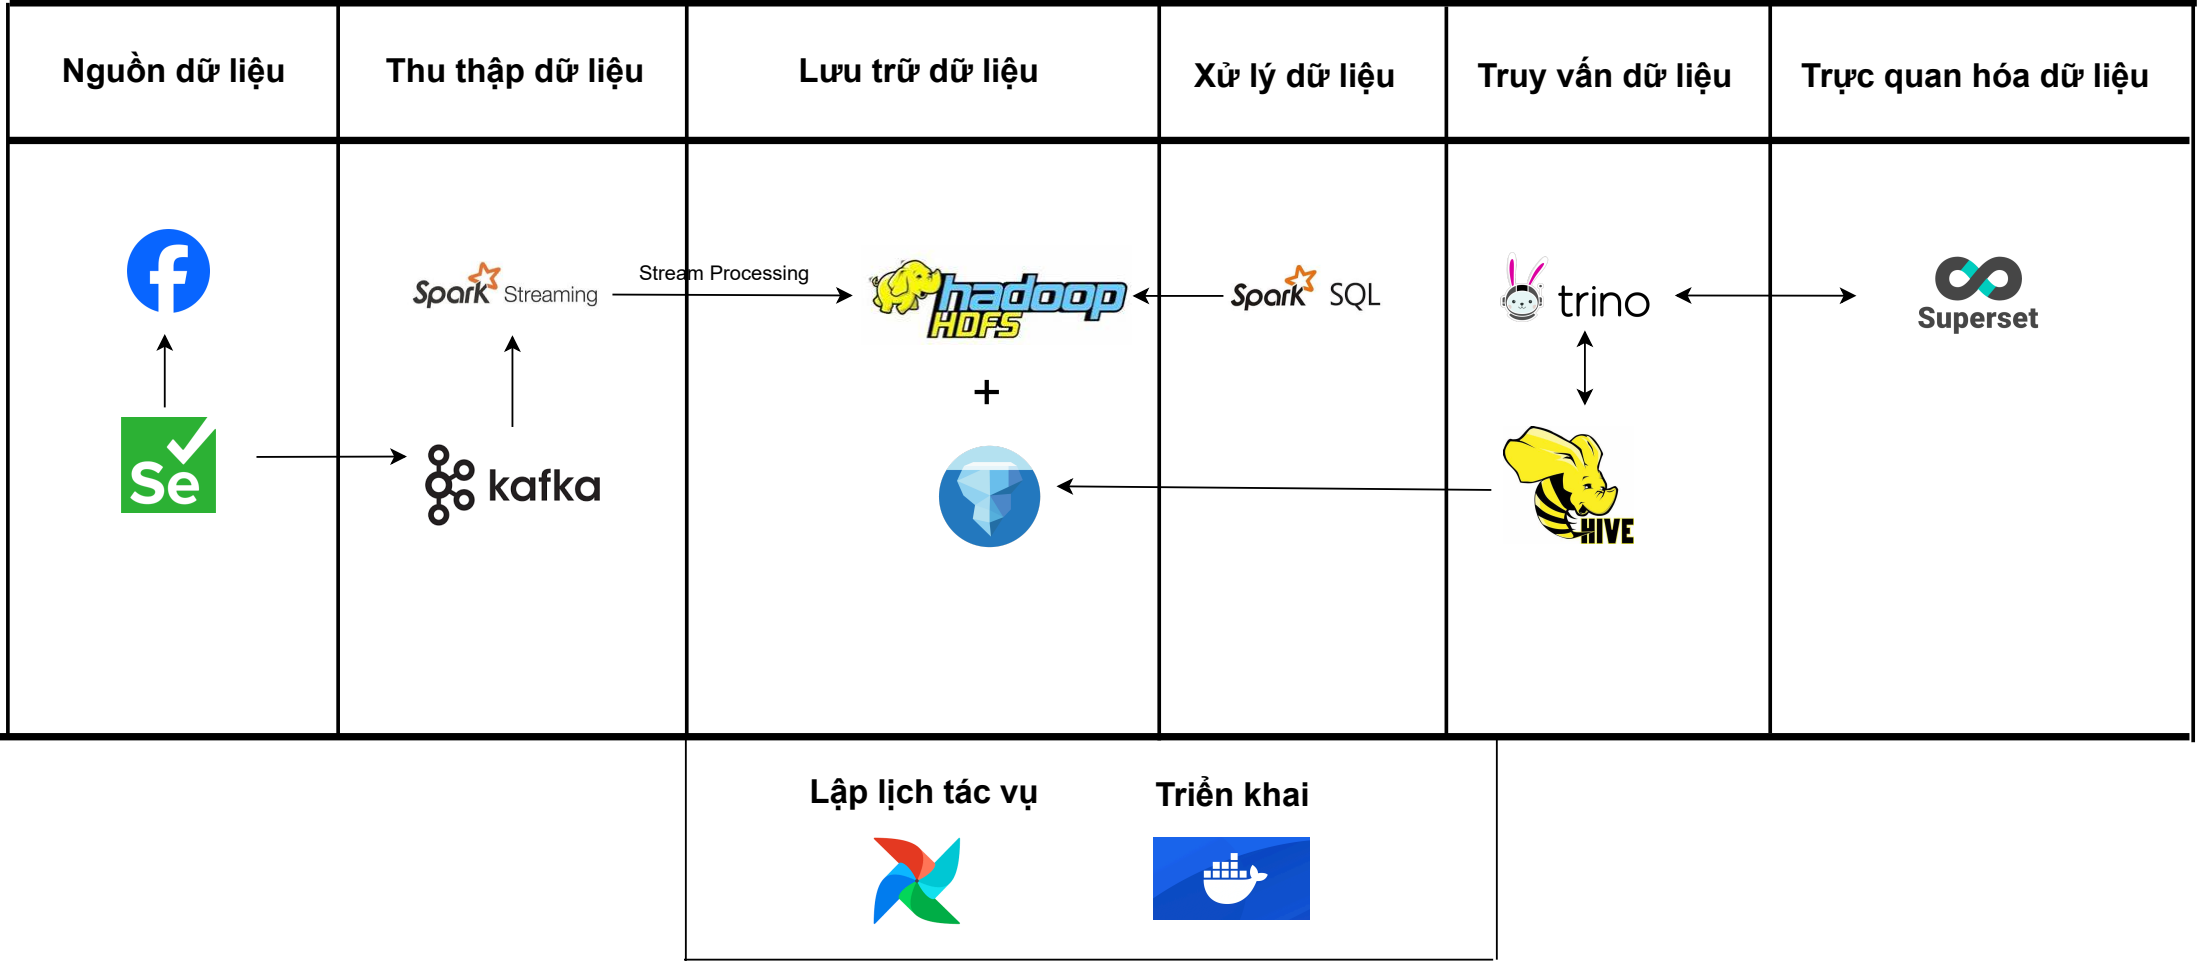 Nguồn dữ liệu
Thu thập dữ liệu
Lưu trữ dữ liệu
Xử lý dữ liệu
Truy vấn dữ liệu
Trực quan hóa dữ liệu
Spark Streaming
Stream Processing
hadoop
HDFS
Spark SQL
trino
Superset
+
Se
kafka
HIVE
Lập lịch tác vụ
Triển khai